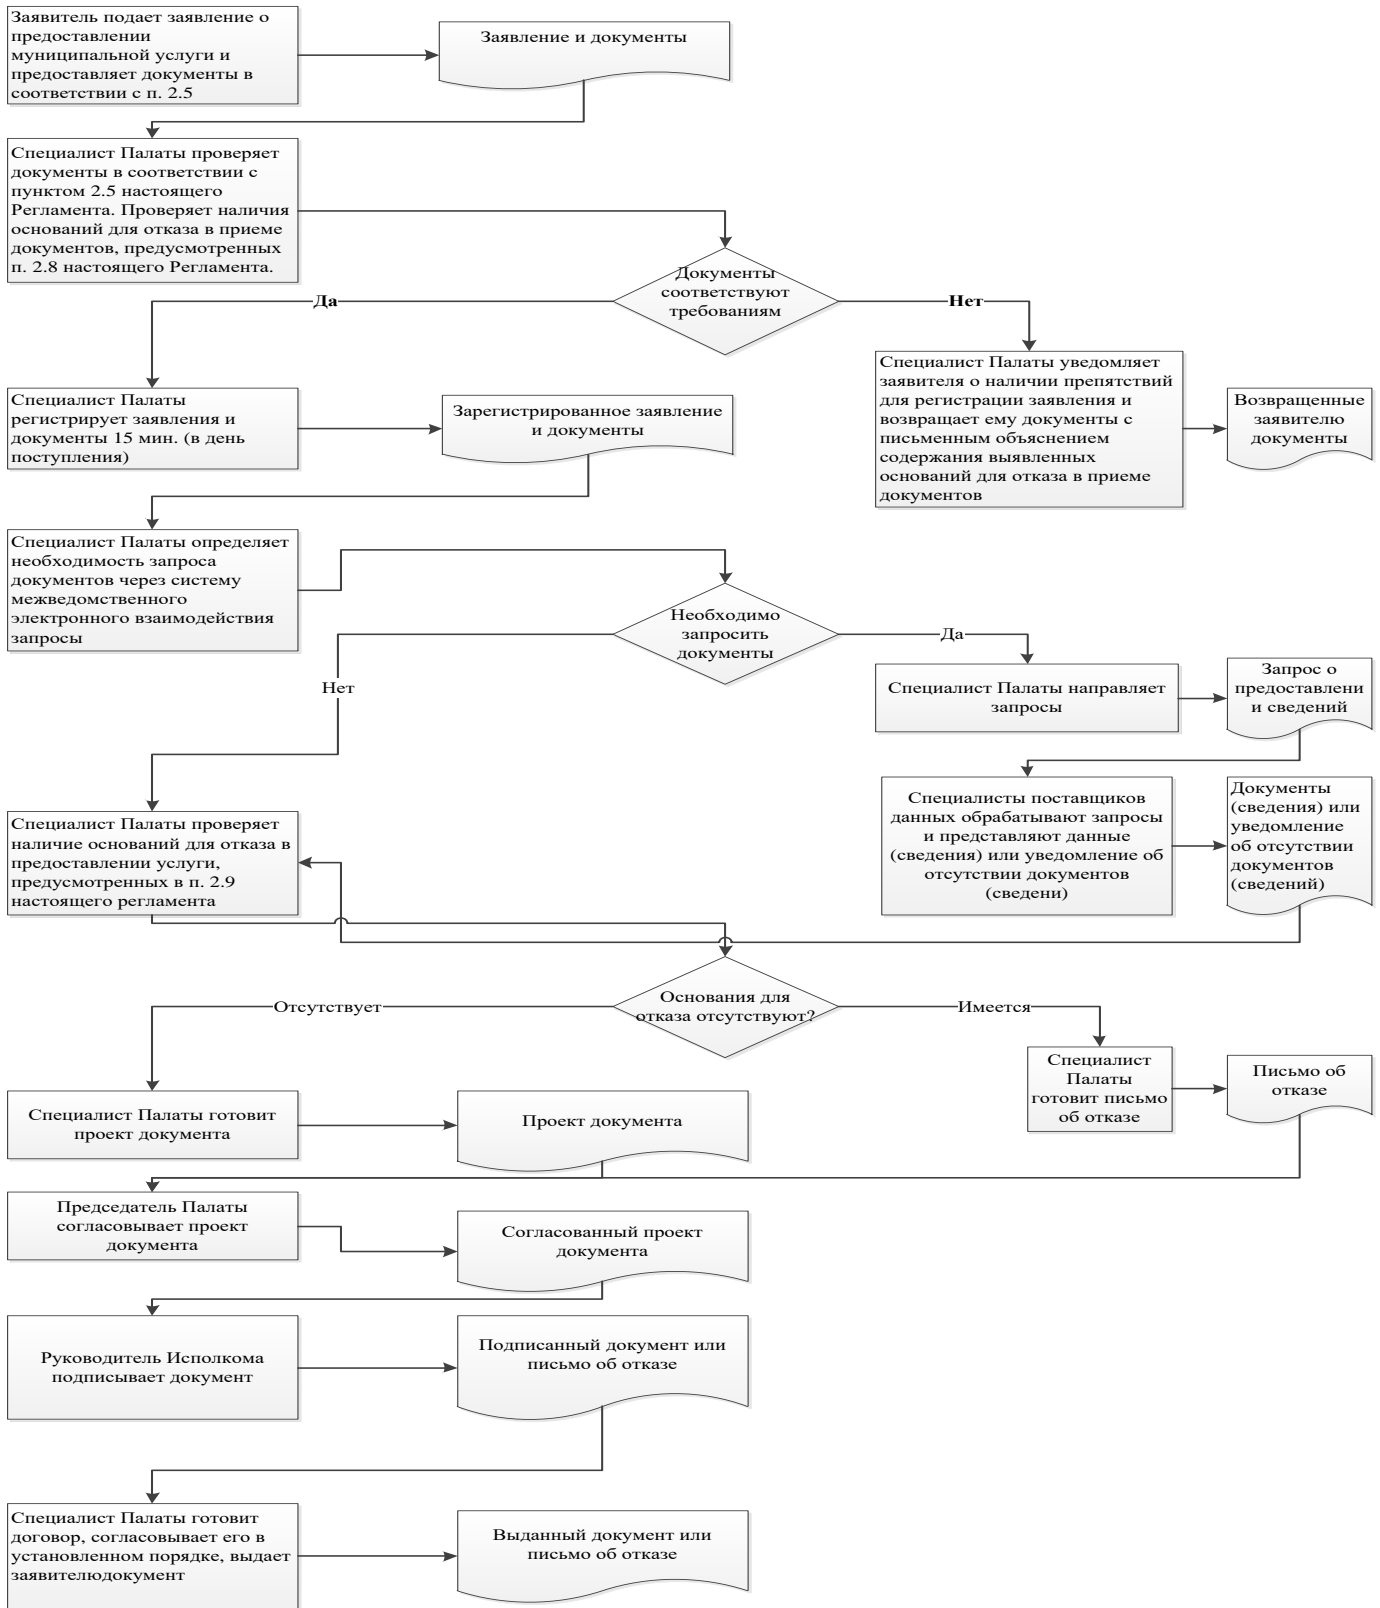 Заявитель подает заявление о
предоставлении
муниципальной услуги и
предоставляет документы в
соответствии с п. 2.5
Заявление и документы
Специалист Палаты проверяет
документы в соответствии с
пунктом 2.5 настоящего
Регламента. Проверяет наличия
оснований для отказа в приеме
документов, предусмотренных
п. 2.8 настоящего Регламента.
Документы
соответствуют
требованиям
Да
Нет
Специалист Палаты
регистрирует заявления и
документы 15 мин. (в день
поступления)
Зарегистрированное заявление
и документы
Специалист Палаты уведомляет
заявителя о наличии препятствий
для регистрации заявления и
возвращает ему документы с
письменным объяснением
содержания выявленных
оснований для отказа в приеме
документов
Возвращенные
заявителю
документы
Специалист Палаты определяет
необходимость запроса
документов через систему
межведомственного
электронного взаимодействия
запросы
Необходимо
запросить
документы
Да
Нет
Специалист Палаты направляет
запросы
Запрос о
предоставлени
и сведений
Специалисты поставщиков
данных обрабатывают запросы
и представляют данные
(сведения) или уведомление об
отсутствии документов
(сведени)
Документы
(сведения) или
уведомление
об отсутствии
документов
(сведений)
Специалист Палаты проверяет
наличие оснований для отказа в
предоставлении услуги,
предусмотренных в п. 2.9
настоящего регламента
Основания для
отказа отсутствуют?
Отсутствует
Имеется
Специалист
Палаты
готовит письмо
об отказе
Письмо об
отказе
Специалист Палаты готовит
проект документа
Проект документа
Председатель Палаты
согласовывает проект
документа
Согласованный проект
документа
Руководитель Исполкома
подписывает документ
Подписанный документ или
письмо об отказе
Специалист Палаты готовит
договор, согласовывает его в
установленном порядке, выдает
заявителюдокумент
Выданный документ или
письмо об отказе